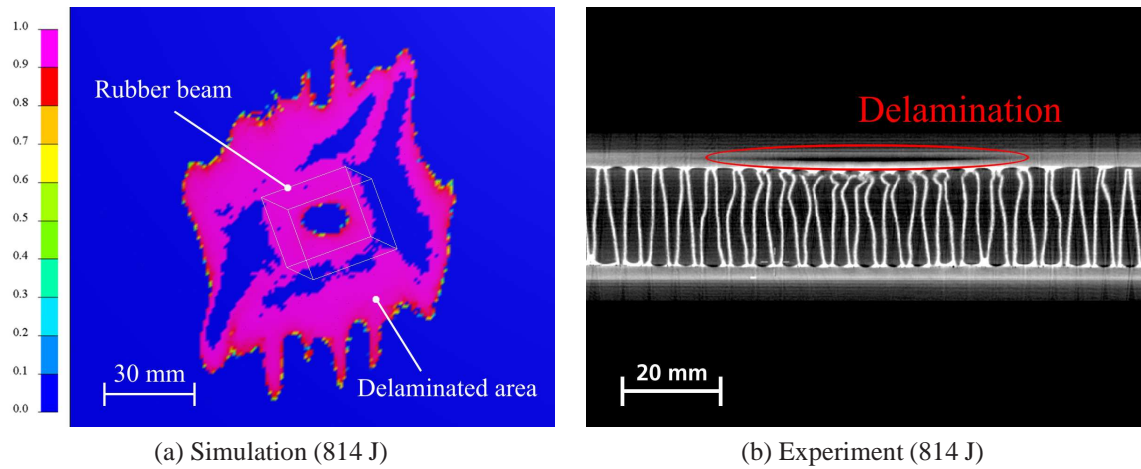 1.0
0.9
0.8
0.7
0.6
0.5
0.4
0.3
0.2
0.1
0.0
Rubber beam
30 mm
Delaminated area
(a) Simulation (814 J)
Delamination
20 mm
(b) Experiment (814 J)